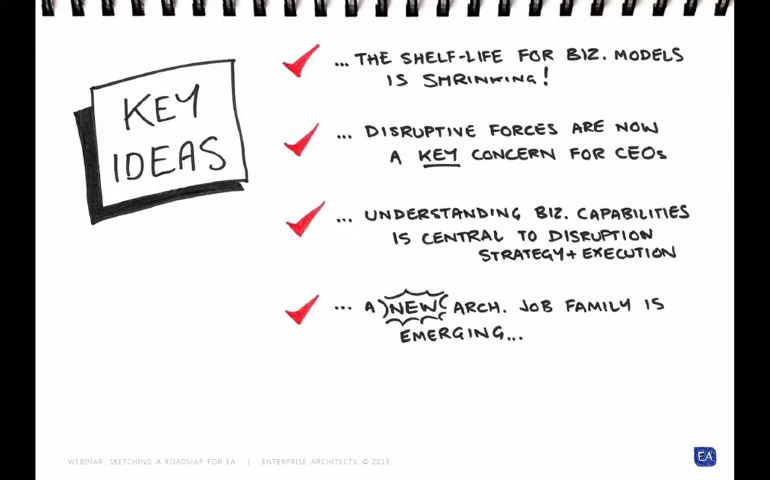 KEY
IDEAS
... THE SHELF-LIFE FOR BIZ. MODELS
IS SHRINKING!
... DISRUPTIVE FORCES ARE NOW
A KEY CONCERN FOR CEOs
... UNDERSTANDING BIZ. CAPABILITIES
IS CENTRAL TO DISRUPTION
STRATEGY + EXECUTION
... A NEW ARCH. JOB FAMILY IS
EMERGING...
WEBINAR: SKETCHING A ROADMAP FOR EA | ENTERPRISE ARCHITECTS © 2013
EA